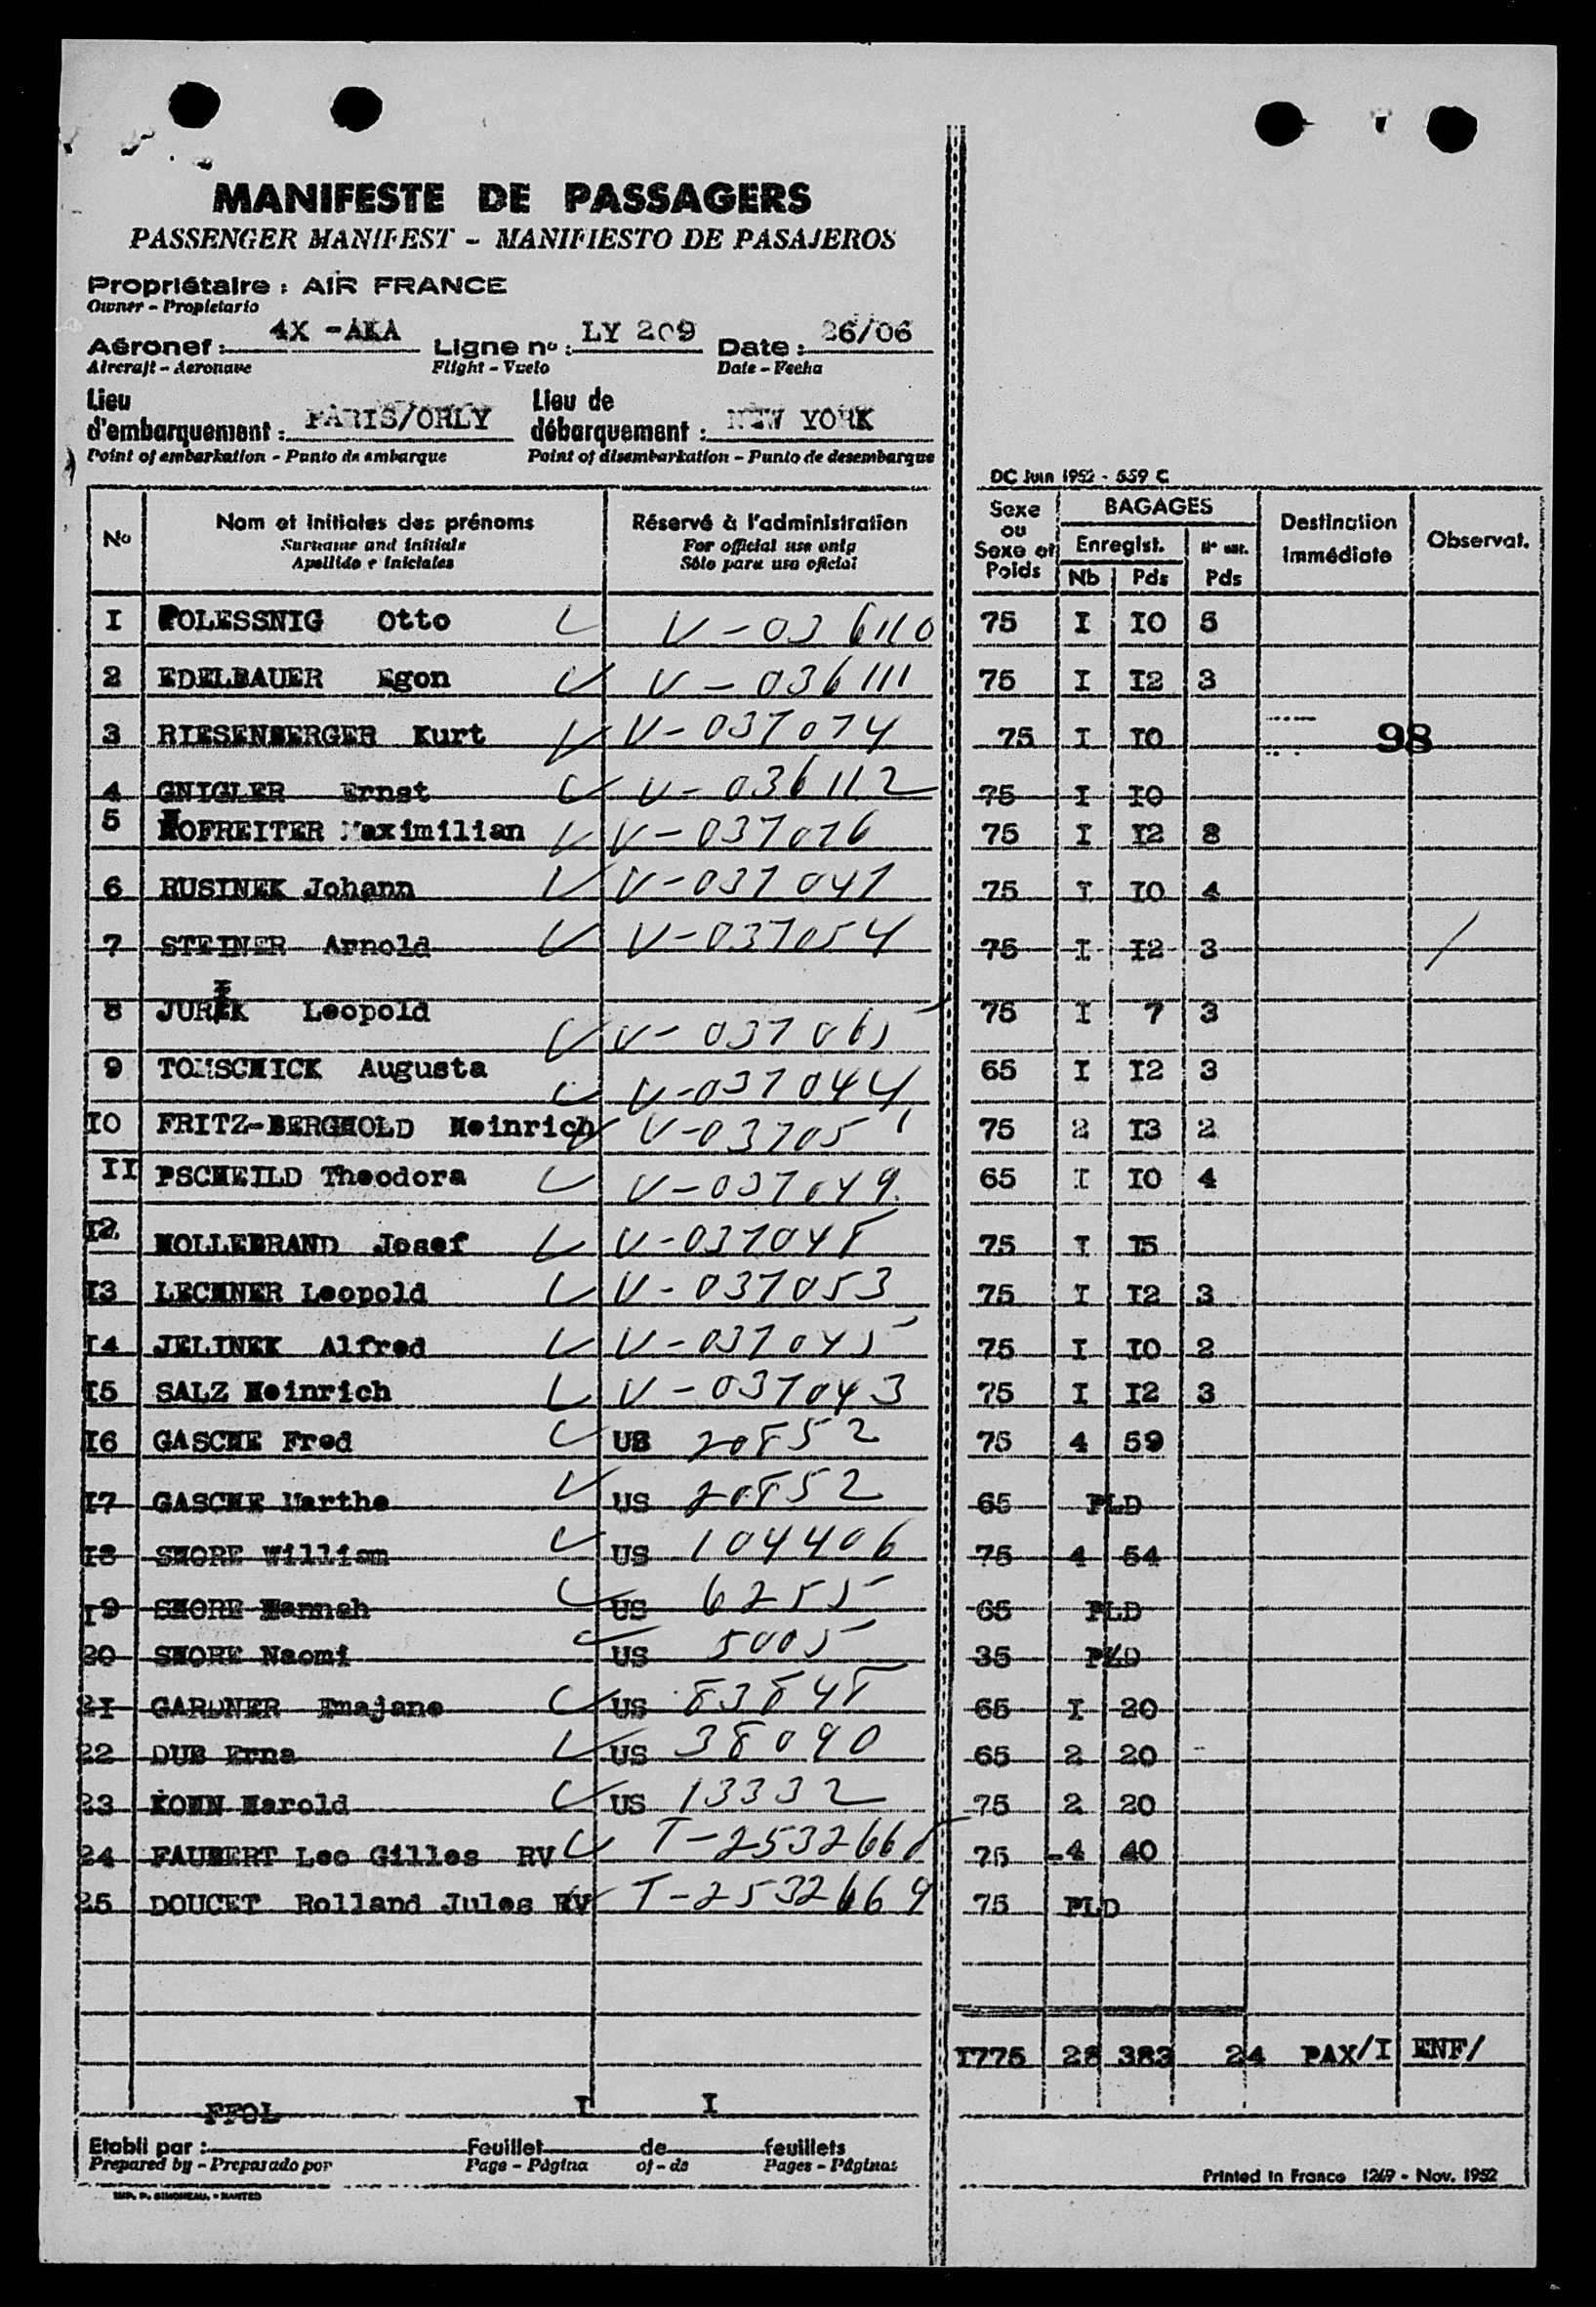 MANIFESTE DE PASSAGERS
PASSENGER MANIFEST - MANIFIESTO DE PASAJEROS
Propriétaire : AIR FRANCE
Owner - Propietario
Aéronef : 4X -AKA Ligne no : LY 209 Date : 26/06
Aircraft - Aeronave Flight - Vuelo Date - Fecha
Lieu d'embarquement : PARIS/ORLY Lieu de débarquement : NEW YORK
Point of embarkation - Punto de embarque Point of disembarkation - Punto de desembarque
DC Juin 1952 - 559 C
No Nom et initiales des prénoms Réservé à l'administration Sexe ou Sexe et Poids BAGAGES Destination immédiate Observat.
Surname and initials For official use only Enregist. No enr.
Apellido e iniciales Sólo para uso oficial Nb Pds Pds
I POLESSNIG Otto V-036110 75 I IO 5
2 EDELBAUER Egon V-036111 75 I I2 3
3 RIESENBERGER Kurt V-037074 75 I IO 98
4 GNIGLER Ernst V-036112 75 I IO
5 HOFREITER Maximilian V-037076 75 I I2 8
6 RUSINEK Johann V-037047 75 I IO 4
7 STEINER Arnold V-037054 75 I I2 3 /
8 JUREK Leopold V-037065 75 I 7 3
9 TOMSCHICK Augusta V-037044 65 I I2 3
IO FRITZ-BERGHOLD Heinrich V-037051 75 2 I3 2
II PSCHEILD Theodora V-037049 65 I IO 4
I2 HOLLEBRAND Josef V-037048 75 I I5
I3 LECHNER Leopold V-037053 75 I I2 3
I4 JELINEK Alfred V-037045 75 I IO 2
I5 SALZ Heinrich V-037043 75 I I2 3
I6 GASCHE Fred US 20852 75 4 59
I7 GASCHE Marthe US 20852 65 PLD
I8 SHORE William US 104406 75 4 54
I9 SHORE Hannah US 6255 65 PLD
20 SHORE Naomi US 5005 35 PLD
2I GARDNER Emajane US 83848 65 I 20
22 DUB Erna US 38090 65 2 20
23 KOHN Harold US 13332 75 2 20
24 FAUBERT Leo Gilles RV T-2532668 75 4 40
25 DOUCET Rolland Jules RV T-2532669 75 PLD
I775 28 383 24 PAX/I ENF/
FFOL I I
Etabli par : Feuillet de feuillets
Prepared by - Preparado por Page - Página of - de Pages - Páginas
Printed in France 1269 - Nov. 1952
IMP. P. SIMONEAU. - NANTES